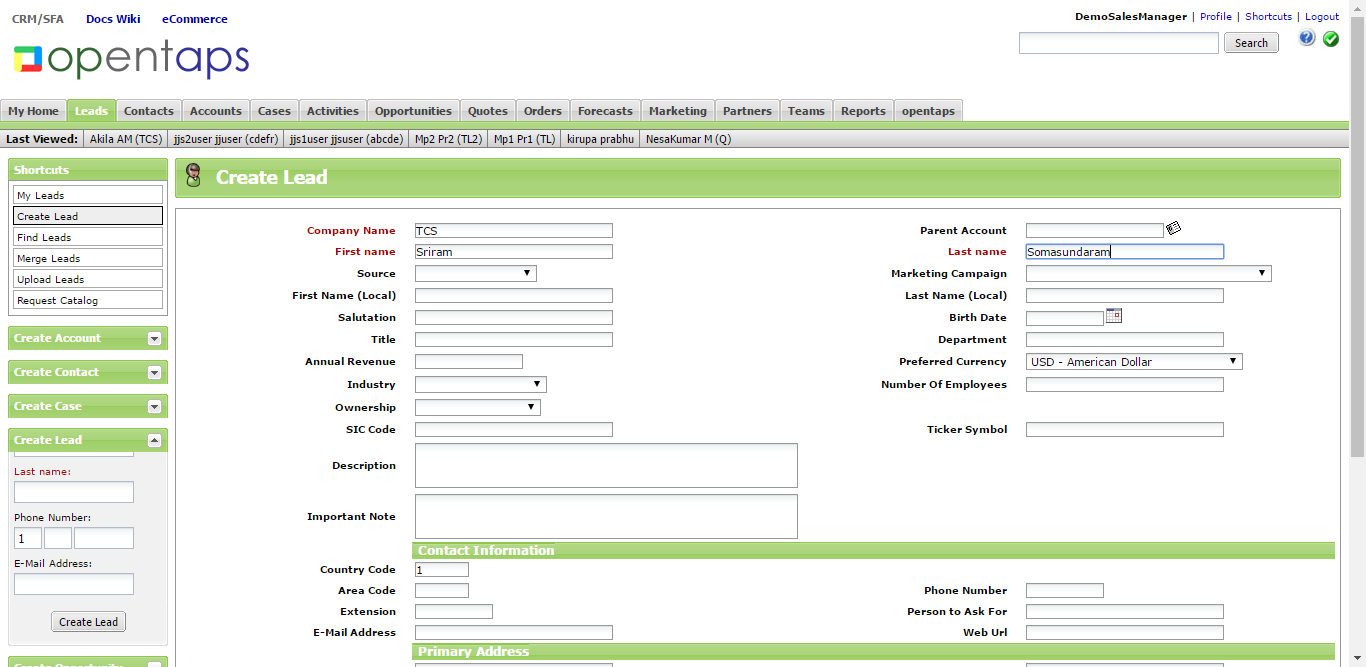 CRM/SFA Docs Wiki eCommerce
DemoSalesManager | Profile | Shortcuts | Logout
opentaps
Search
?
My Home Leads Contacts Accounts Cases Activities Opportunities Quotes Orders Forecasts Marketing Partners Teams Reports opentaps
Last Viewed: Akila AM (TCS) jjs2user jjuser (cdefr) jjs1user jjsuser (abcde) Mp2 Pr2 (TL2) Mp1 Pr1 (TL) kirupa prabhu NesaKumar M (Q)
Shortcuts
My Leads
Create Lead
Find Leads
Merge Leads
Upload Leads
Request Catalog
Create Account
Create Contact
Create Case
Create Lead
Last name:
Phone Number:
1
E-Mail Address:
Create Lead
Create Opportunity
Create Lead
Company Name TCS Parent Account
First name Sriram Last name Somasundaram
Source Marketing Campaign
First Name (Local) Last Name (Local)
Salutation Birth Date
Title Department
Annual Revenue Preferred Currency USD - American Dollar
Industry Number Of Employees
Ownership
SIC Code Ticker Symbol
Description
Important Note
Contact Information
Country Code 1
Area Code Phone Number
Extension Person to Ask For
E-Mail Address Web Url
Primary Address